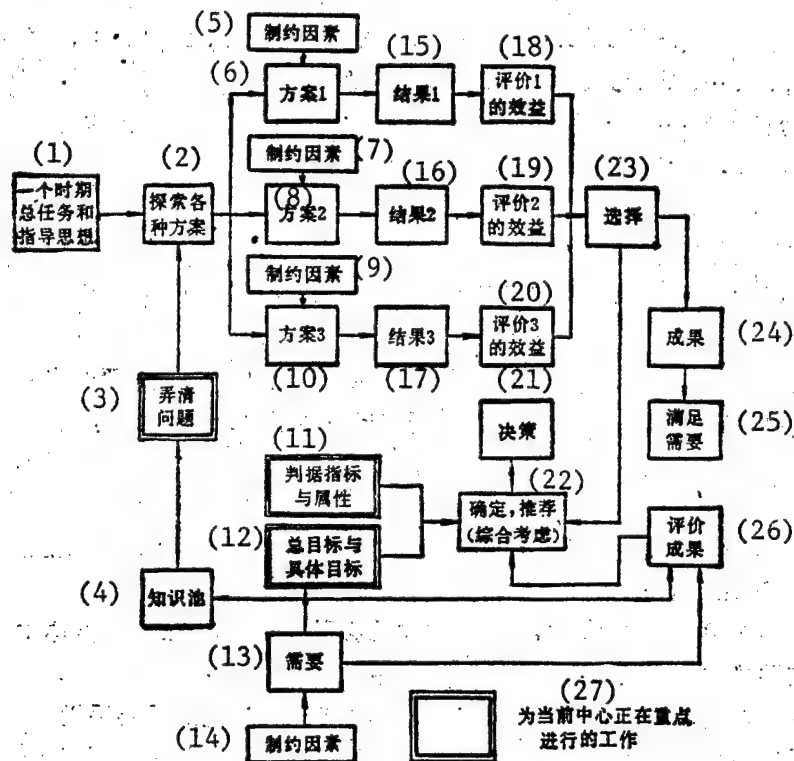 (5)
制约因素
(6)
方案1
(15)
结果1
(18)
评价1
的效益
(1)
一个时期
总任务和
指导思想
(2)
探索各
种方案
制约因素
(7)
(8)
方案2
(16)
结果2
(19)
评价2
的效益
(23)
选择
制约因素
(9)
方案3
(10)
结果3
(17)
(20)
评价3
的效益
成果
(24)
(3)
弄清
问题
(21)
决策
满足
需要
(25)
(11)
判据指标
与属性
(22)
确定,推荐
(综合考虑)
(12)
总目标与
具体目标
评价
成果
(26)
(4)
知识池
(13)
需要
(14)
制约因素
(27)
为当前中心正在重点
进行的工作